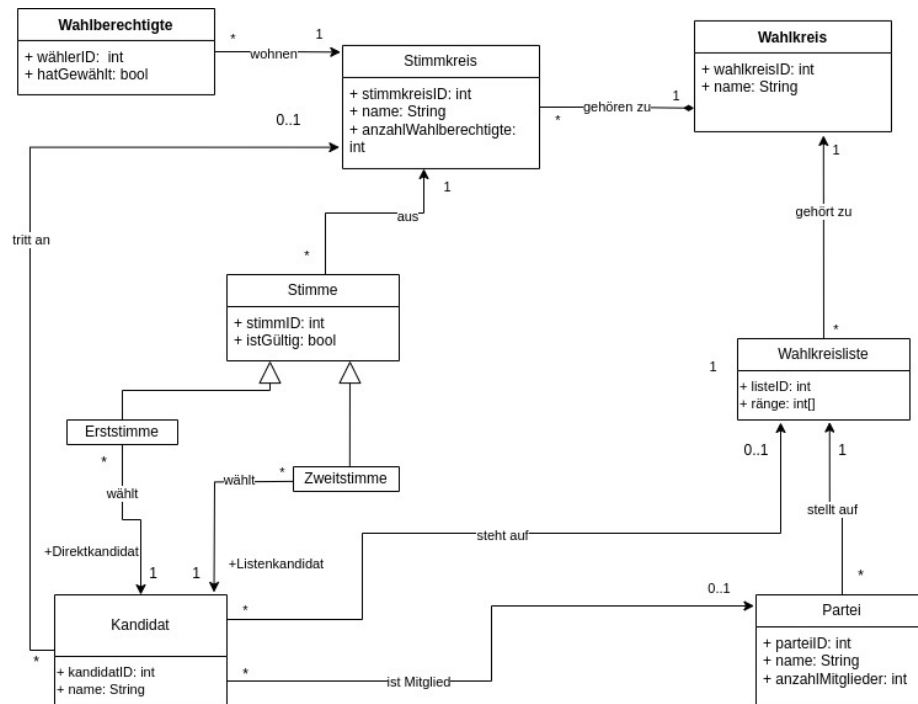 Wahlberechtigte
+ wählerID: int
+ hatGewählt: bool
*
wohnen
1
Stimmkreis
+ stimmkreisID: int
+ name: String
+ anzahlWahlberechtigte:
int
*
gehören zu
1
Wahlkreis
+ wahlkreisID: int
+ name: String
0..1
tritt an
1
aus
*
1
gehört zu
*
Stimme
+ stimmID: int
+ istGültig: bool
1
Wahlkreisliste
+ listeID: int
+ ränge: int[]
Erststimme
*
wählt
Zweitstimme
*
wählt
0..1
1
stellt auf
steht auf
+Direktkandidat
1
1
+Listenkandidat
*
0..1
*
Kandidat
+ kandidatID: int
+ name: String
*
*
ist Mitglied
Partei
+ parteiID: int
+ name: String
+ anzahlMitglieder: int